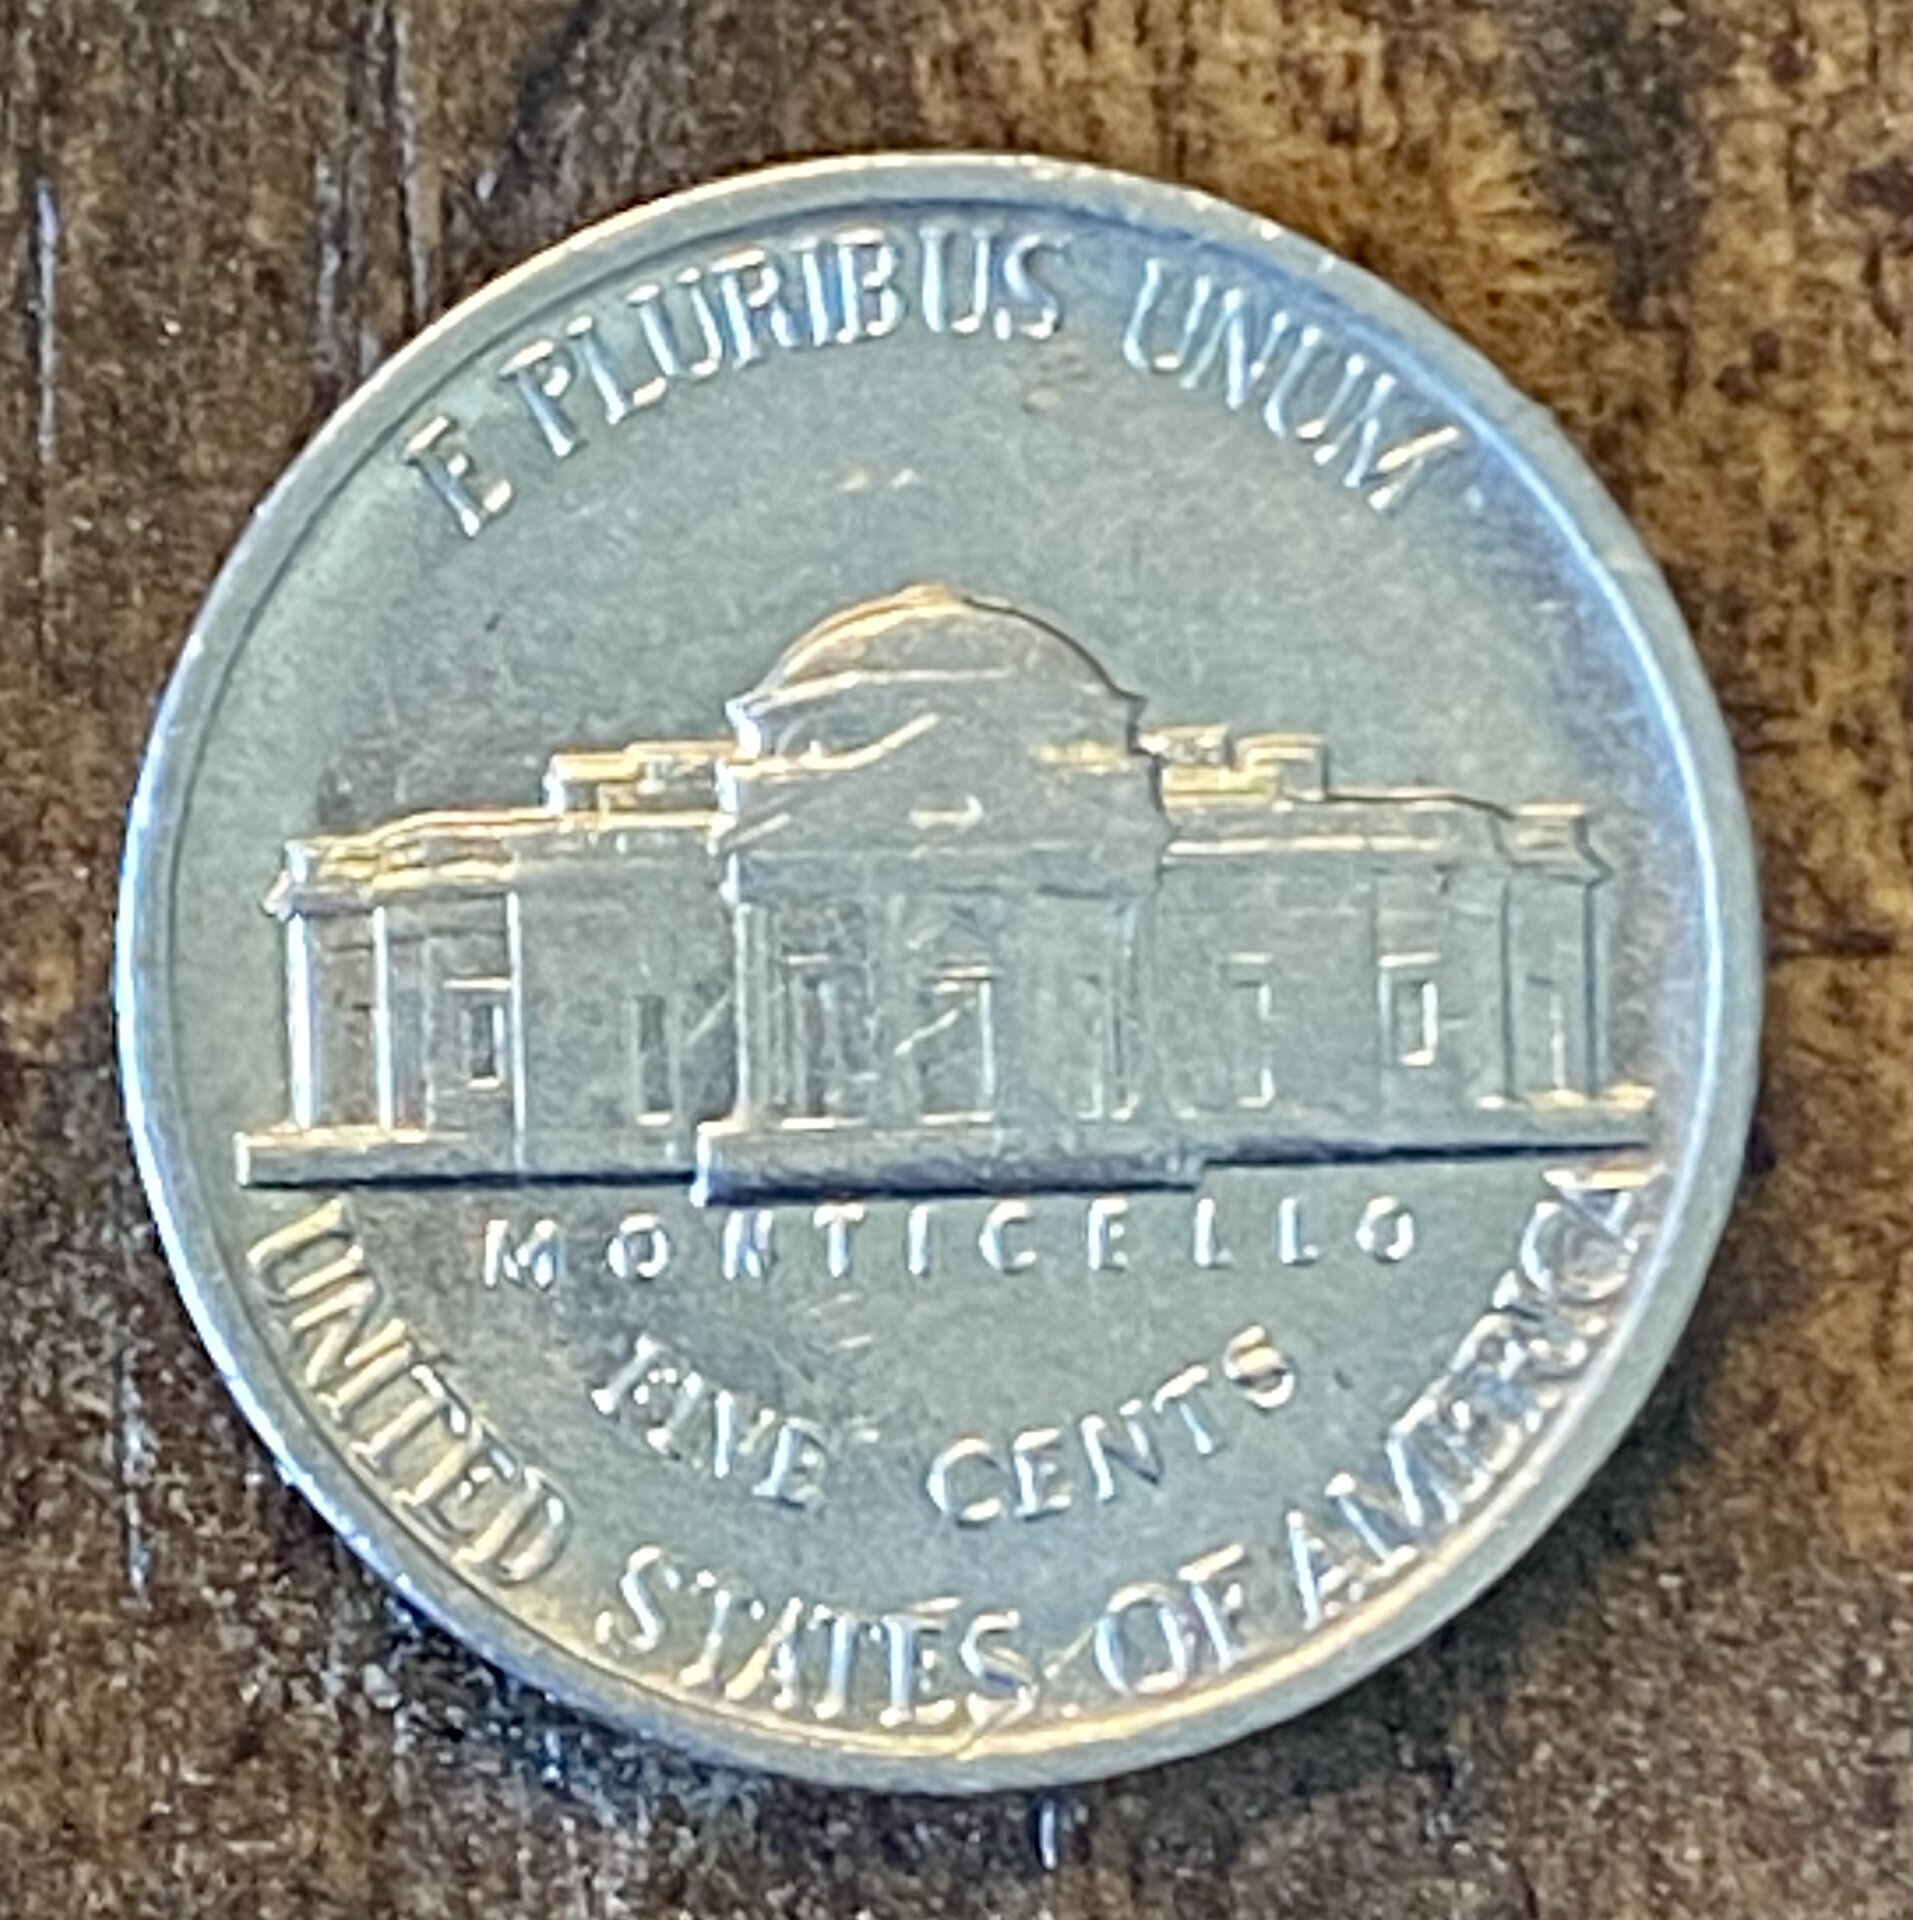 E PLURIBUS UNUM
MONTICELLO
FIVE CENTS
UNITED STATES OF AMERICA